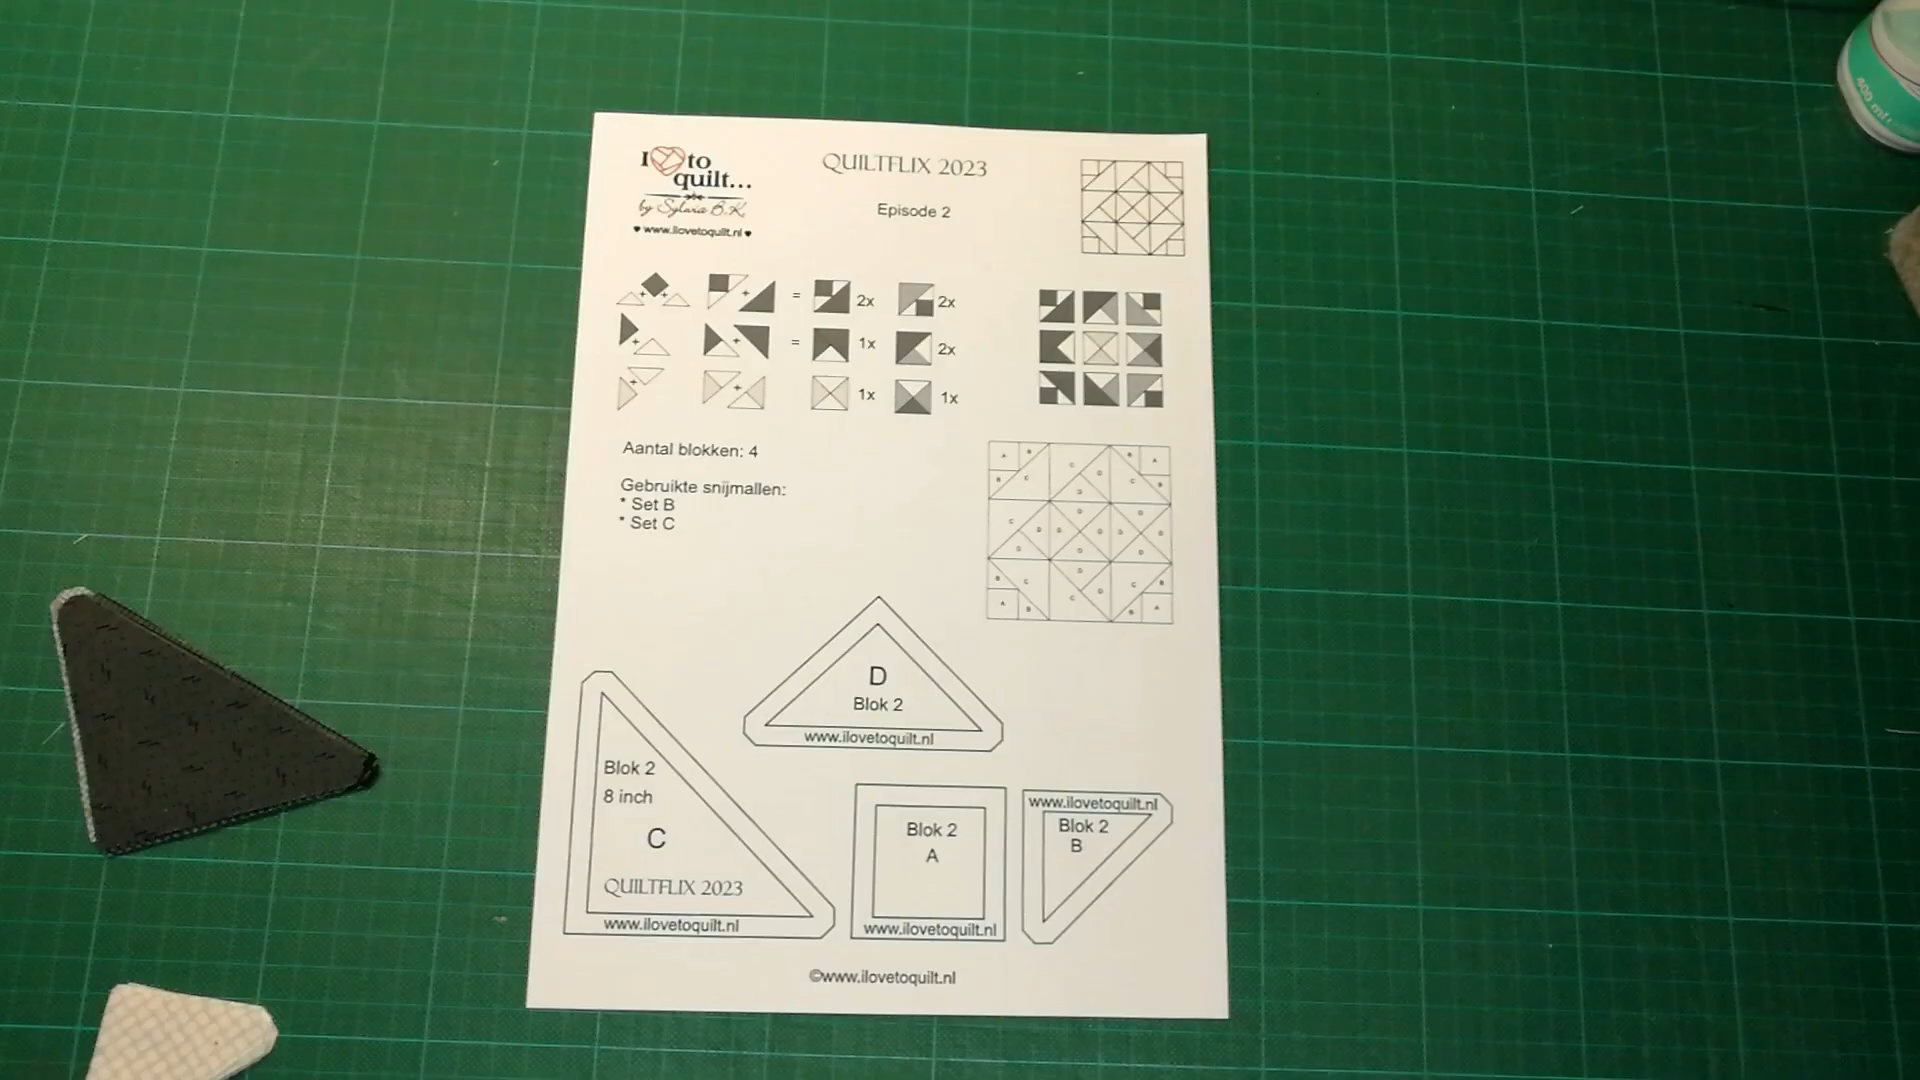 I to
quilt...
by Sylvia B.K.
♥ www.ilovetoquilt.nl ♥
QUILTFLIX 2023
Episode 2
+ + + = 2x 2x
+ + = 1x 2x
+ + 1x 1x
Aantal blokken: 4
Gebruikte snijmallen:
* Set B
* Set C
A B C D B A
B C D C B
C D D D D D D
D D D D
B C D C B
A B C D B A
D
Blok 2
www.ilovetoquilt.nl
Blok 2
8 inch
C
QUILTFLIX 2023
www.ilovetoquilt.nl
Blok 2
A
www.ilovetoquilt.nl
www.ilovetoquilt.nl
Blok 2
B
©www.ilovetoquilt.nl
500 ml